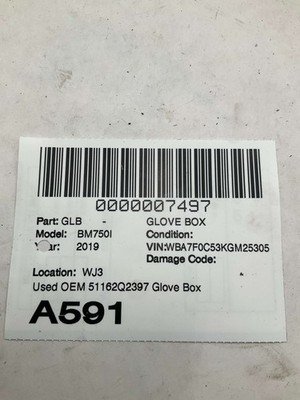 0000007497
Part: GLB - GLOVE BOX
Model: BM750I Condition:
Year: 2019 VIN:WBA7F0C53KGM25305
Damage Code:
Location: WJ3
Used OEM 51162Q2397 Glove Box
A591